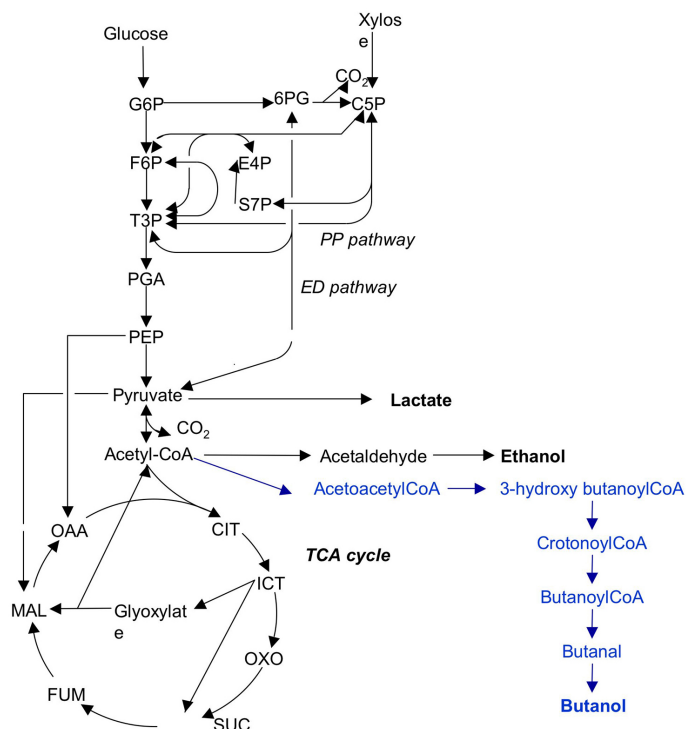 Xylos
e
Glucose
CO2
G6P
6PG
C5P
F6P
E4P
S7P
T3P
PP pathway
PGA
ED pathway
PEP
Pyruvate
Lactate
CO2
Acetyl-CoA
Acetaldehyde
Ethanol
AcetoacetylCoA
3-hydroxy butanoylCoA
OAA
CIT
CrotonoylCoA
TCA cycle
ICT
ButanoylCoA
MAL
Glyoxylat
e
OXO
Butanal
FUM
Butanol
SUC